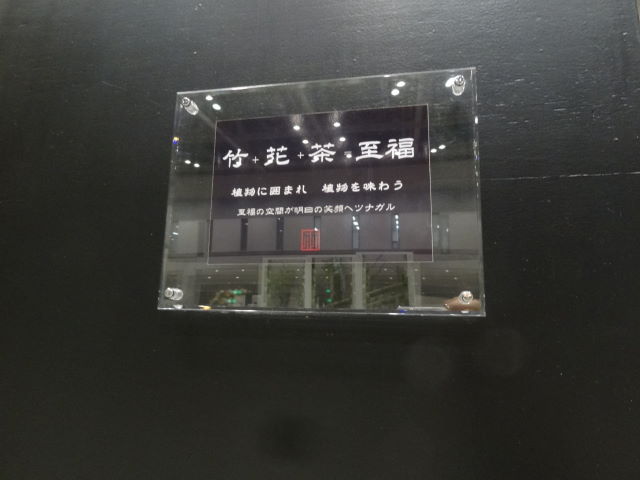 竹+花+茶=至福
植物に囲まれ　植物を味わう
至福の空間が明日の笑顔へツナガル